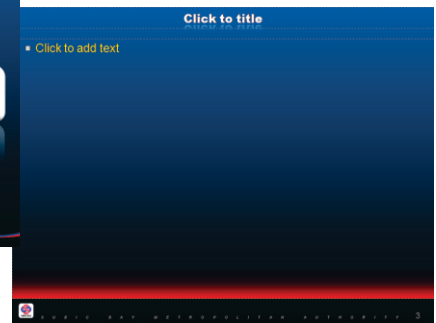 Click to title
Click to add text
SUBIC BAY METROPOLITAN AUTHORITY 3